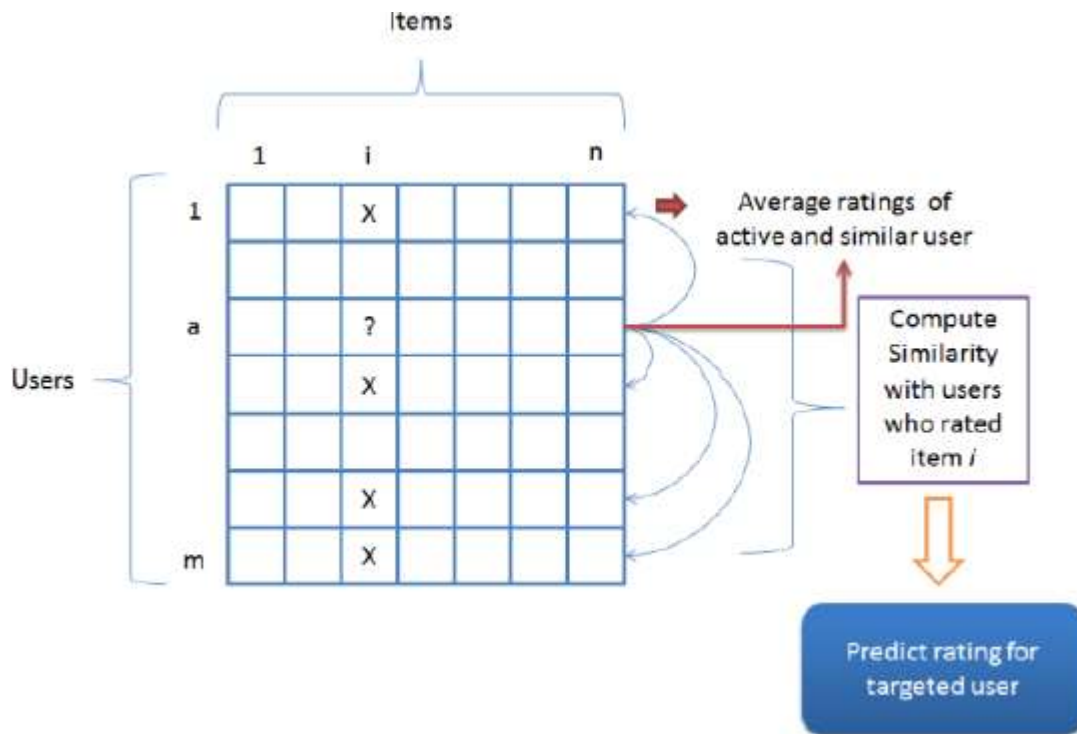 Items
1 i n
1 X
Average ratings of
active and similar user
a ?
Users
X
X
m X
Compute
Similarity
with users
who rated
item i
Predict rating for
targeted user